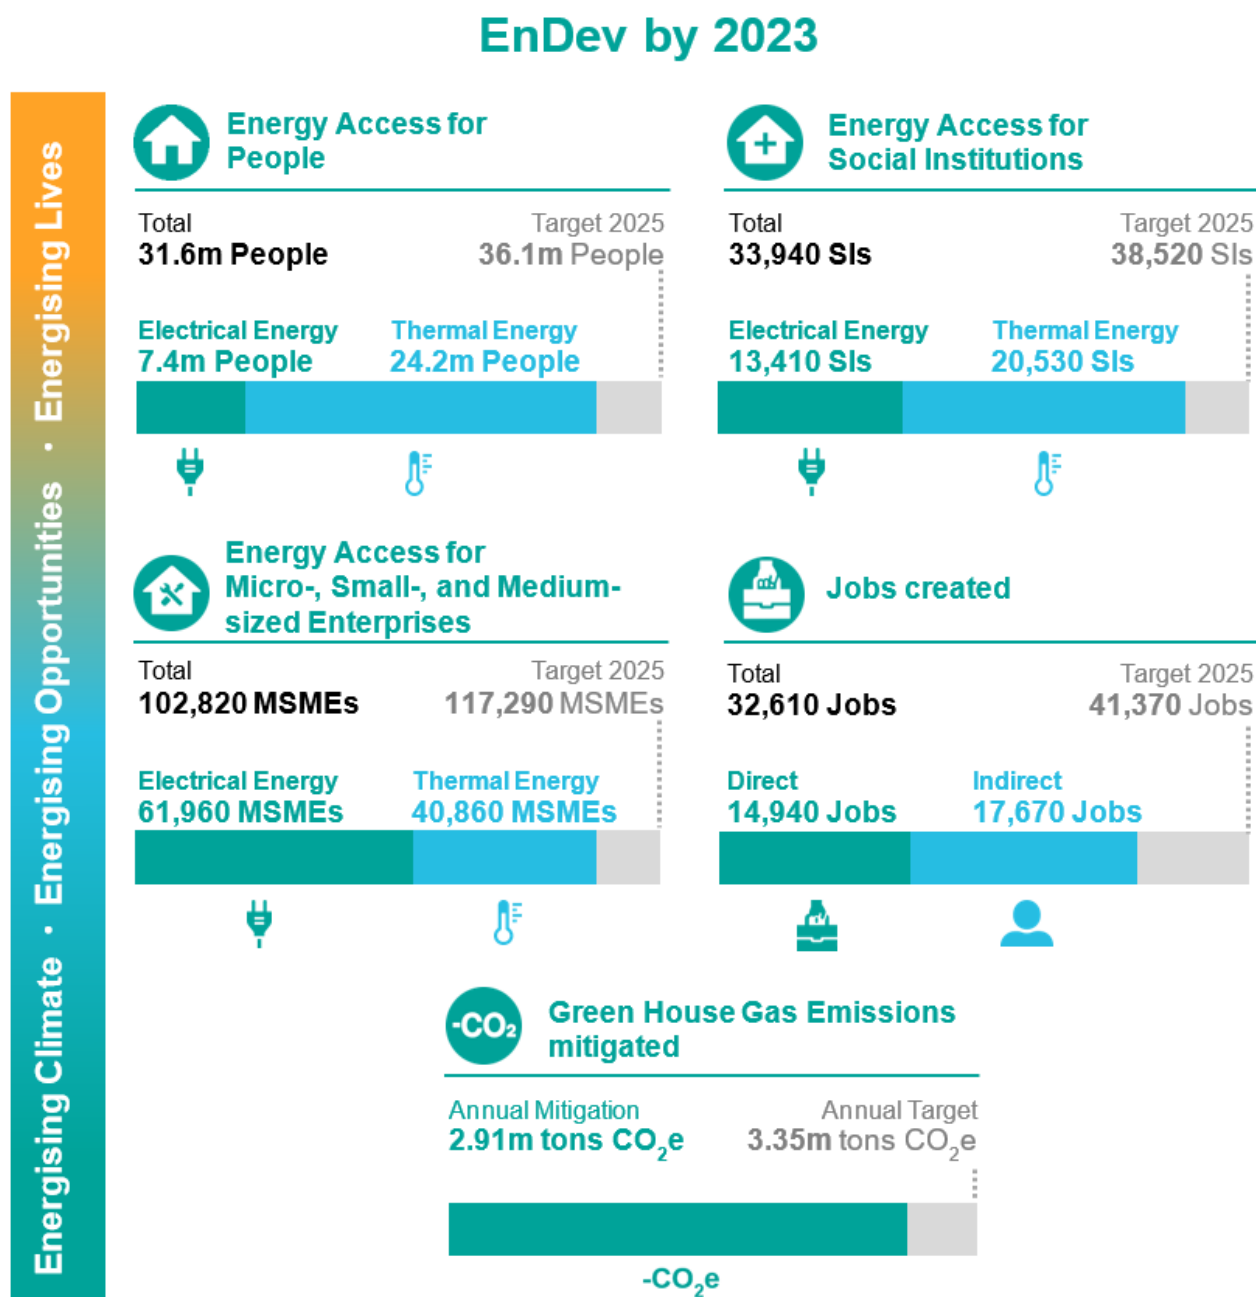 EnDev by 2023
Energising Climate · Energising Opportunities · Energising Lives
Energy Access for
People
Total
31.6m People
Target 2025
36.1m People
Electrical Energy
7.4m People
Thermal Energy
24.2m People
Energy Access for
Social Institutions
Total
33,940 SIs
Target 2025
38,520 SIs
Electrical Energy
13,410 SIs
Thermal Energy
20,530 SIs
Energy Access for
Micro-, Small-, and Medium-
sized Enterprises
Total
102,820 MSMEs
Target 2025
117,290 MSMEs
Electrical Energy
61,960 MSMEs
Thermal Energy
40,860 MSMEs
Jobs created
Total
32,610 Jobs
Target 2025
41,370 Jobs
Direct
14,940 Jobs
Indirect
17,670 Jobs
-CO₂
Green House Gas Emissions
mitigated
Annual Mitigation
2.91m tons CO₂e
Annual Target
3.35m tons CO₂e
-CO₂e